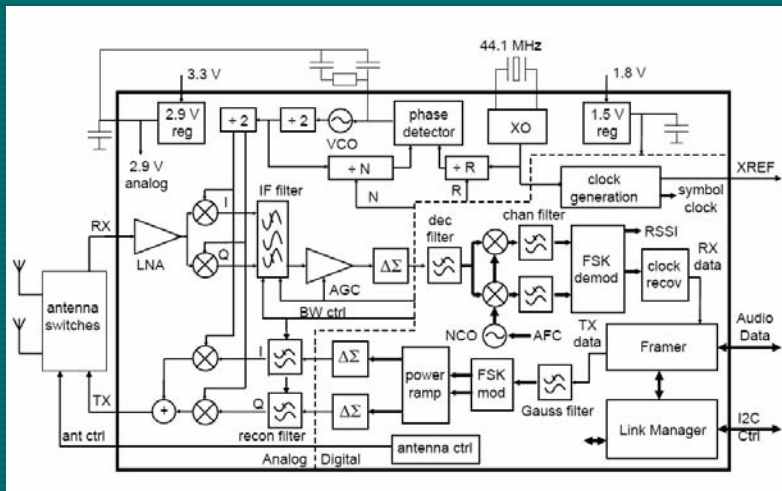 44.1 MHz
3.3 V
1.8 V
2.9 V
reg
÷ 2
÷ 2
VCO
phase
detector
XO
1.5 V
reg
2.9 V
analog
÷ N
÷ R
N
R
clock
generation
XREF
symbol
clock
RX
LNA
I
Q
IF filter
AGC
BW ctrl
ΔΣ
dec
filter
chan filter
NCO
AFC
FSK
demod
RSSI
clock
recov
RX
data
antenna
switches
TX
ant ctrl
I
Q
recon filter
ΔΣ
ΔΣ
power
ramp
FSK
mod
Gauss filter
TX
data
Framer
Audio
Data
Link Manager
I2C
Ctrl
+
antenna ctrl
Analog
Digital